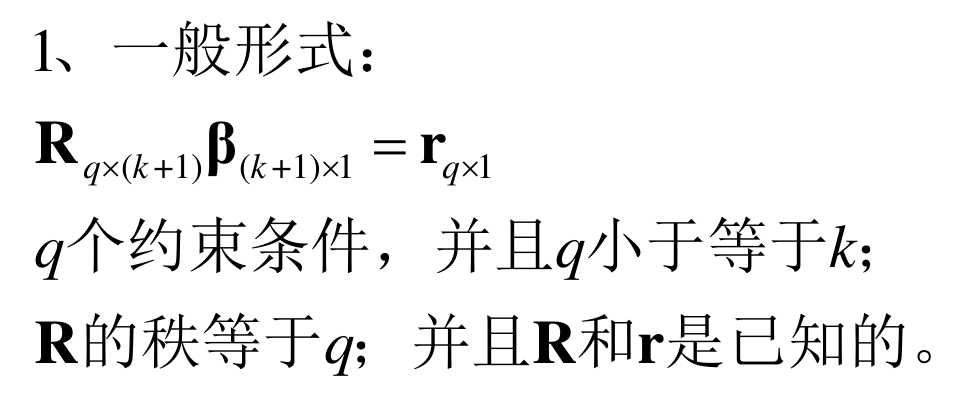 1、一般形式：
R_{q×(k+1)}β_{(k+1)×1} = r_{q×1}
q个约束条件，并且q小于等于k；
R的秩等于q；并且R和r是已知的。